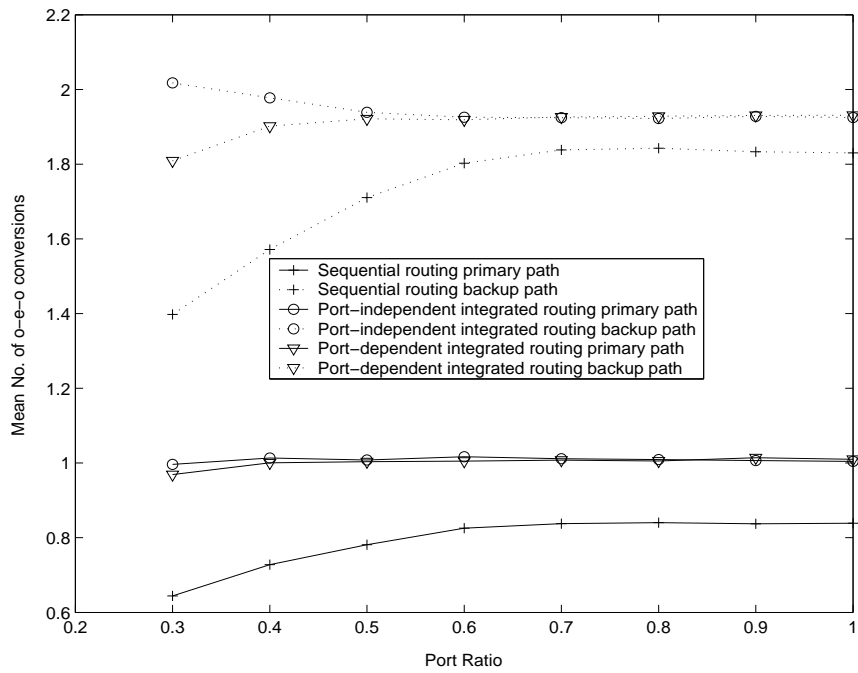 2.2
2
1.8
1.6
1.4
1.2
1
0.8
0.6
Mean No. of o−e−o conversions
Sequential routing primary path
Sequential routing backup path
Port−independent integrated routing primary path
Port−independent integrated routing backup path
Port−dependent integrated routing primary path
Port−dependent integrated routing backup path
0.2 0.3 0.4 0.5 0.6 0.7 0.8 0.9 1
Port Ratio